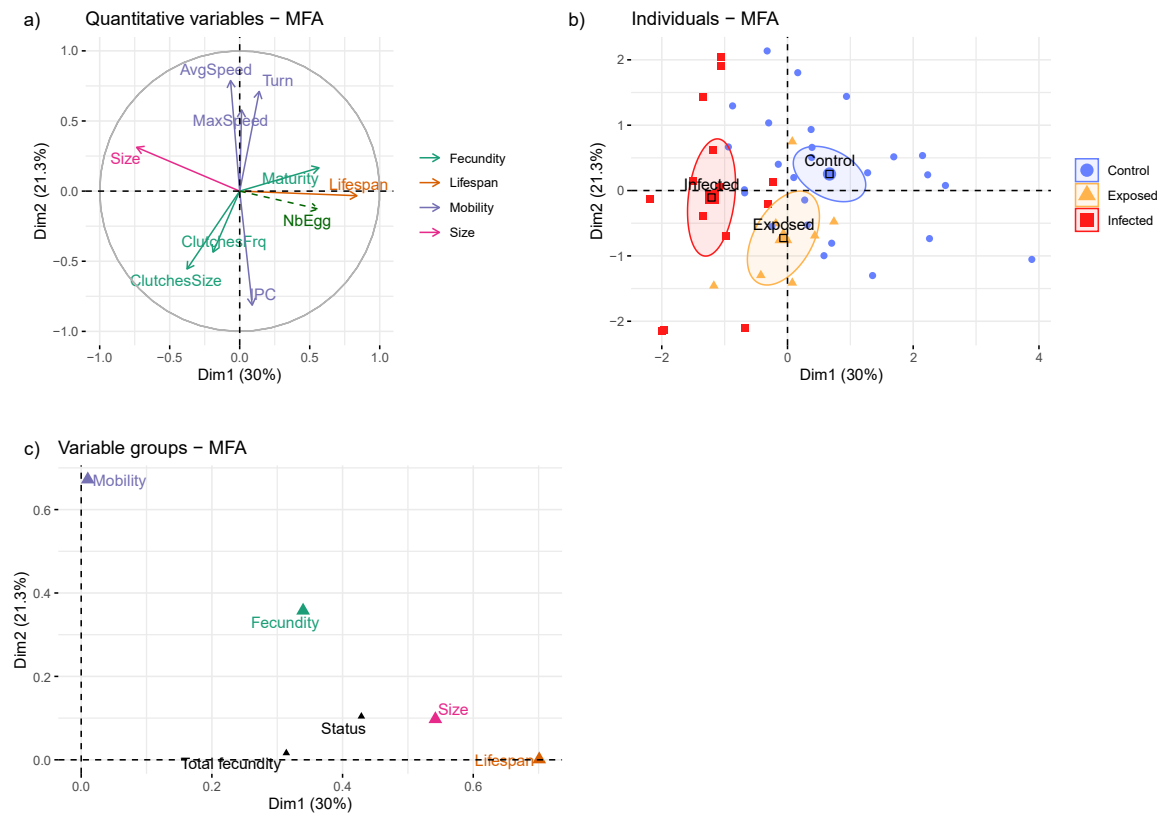 a) Quantitative variables − MFA
1.0
0.5
0.0
−0.5
−1.0
Dim2 (21.3%)
AvgSpeed
Turn
MaxSpeed
Size
Maturity
Lifespan
NbEgg
ClutchesFrq
ClutchesSize
IPC
−1.0 −0.5 0.0 0.5 1.0
Dim1 (30%)
Fecundity
Lifespan
Mobility
Size
b) Individuals − MFA
2
1
0
−1
−2
Dim2 (21.3%)
Control
Infected
Exposed
−2 0 2 4
Dim1 (30%)
Control
Exposed
Infected
c) Variable groups − MFA
0.6
0.4
0.2
0.0
Dim2 (21.3%)
Mobility
Fecundity
Size
Status
Total fecundity
Lifespan
0.0 0.2 0.4 0.6
Dim1 (30%)